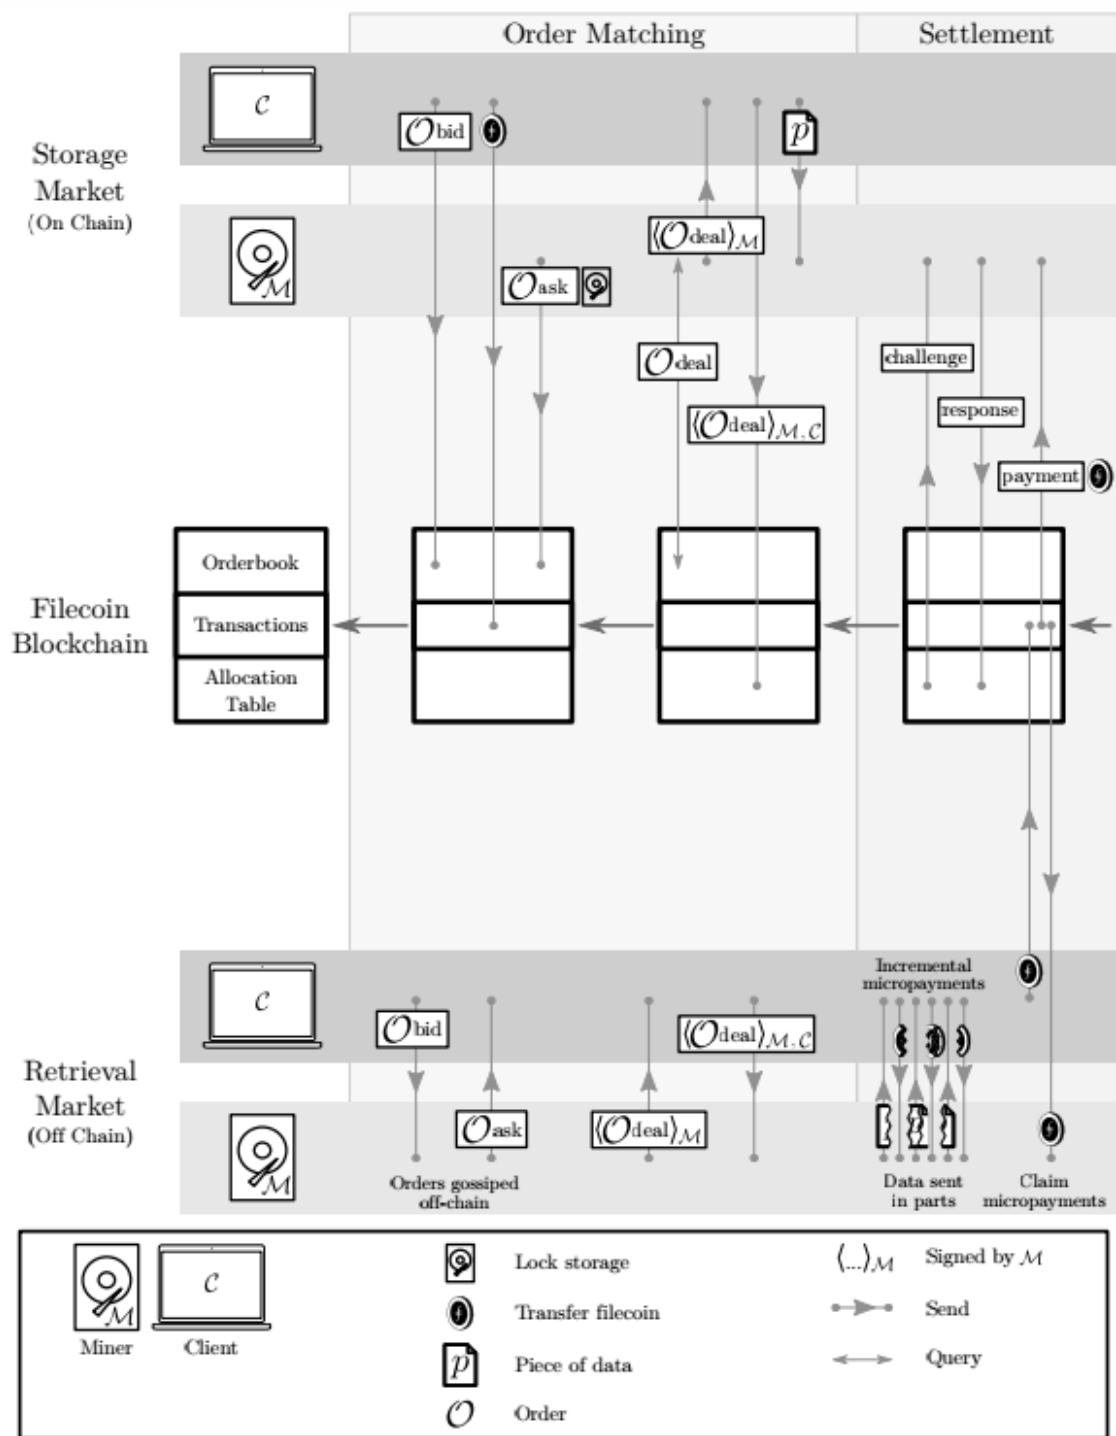 Order Matching
Settlement
Storage
Market
(On Chain)
C
O bid
p
⟨O deal⟩M
M
O ask
O deal
challenge
⟨O deal⟩M,C
response
payment
Filecoin
Blockchain
Orderbook
Transactions
Allocation
Table
Retrieval
Market
(Off Chain)
C
Incremental
micropayments
O bid
⟨O deal⟩M,C
M
O ask
⟨O deal⟩M
p
Orders gossiped
off-chain
Data sent
in parts
Claim
micropayments
M
Miner
C
Client
Lock storage
Transfer filecoin
p
Piece of data
O
Order
⟨...⟩M
Signed by M
Send
Query